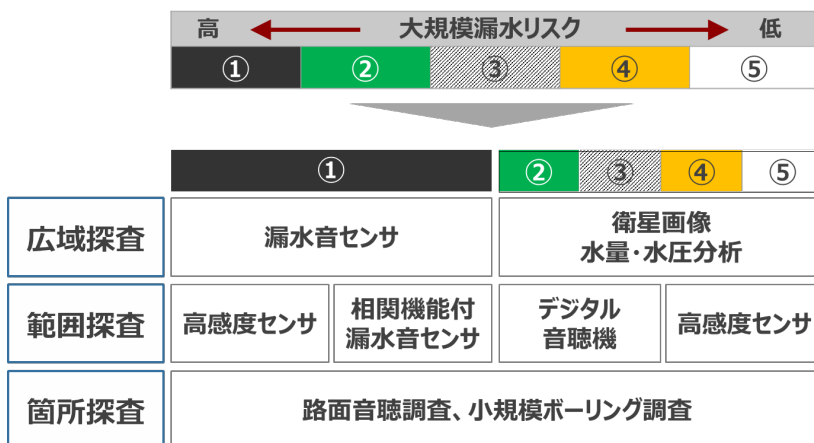 高 大規模漏水リスク 低
① ② ③ ④ ⑤
① ② ③ ④ ⑤
広域探査
漏水音センサ
衛星画像
水量・水圧分析
範囲探査
高感度センサ
相関機能付
漏水音センサ
デジタル
音聴機
高感度センサ
箇所探査
路面音聴調査、小規模ボーリング調査